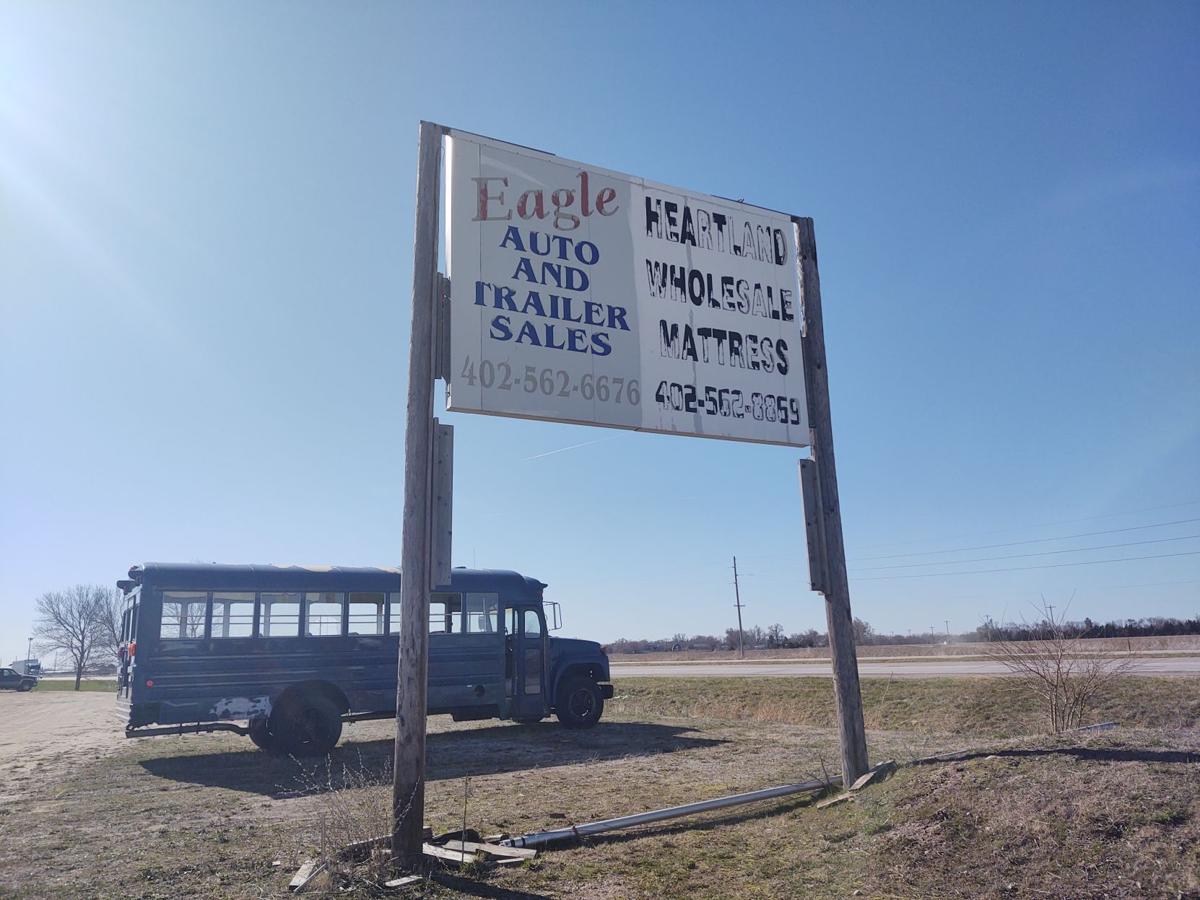 Eagle
AUTO
AND
TRAILER
SALES
402-562-6676
HEARTLAND
WHOLESALE
MATTRESS
402-562-8869